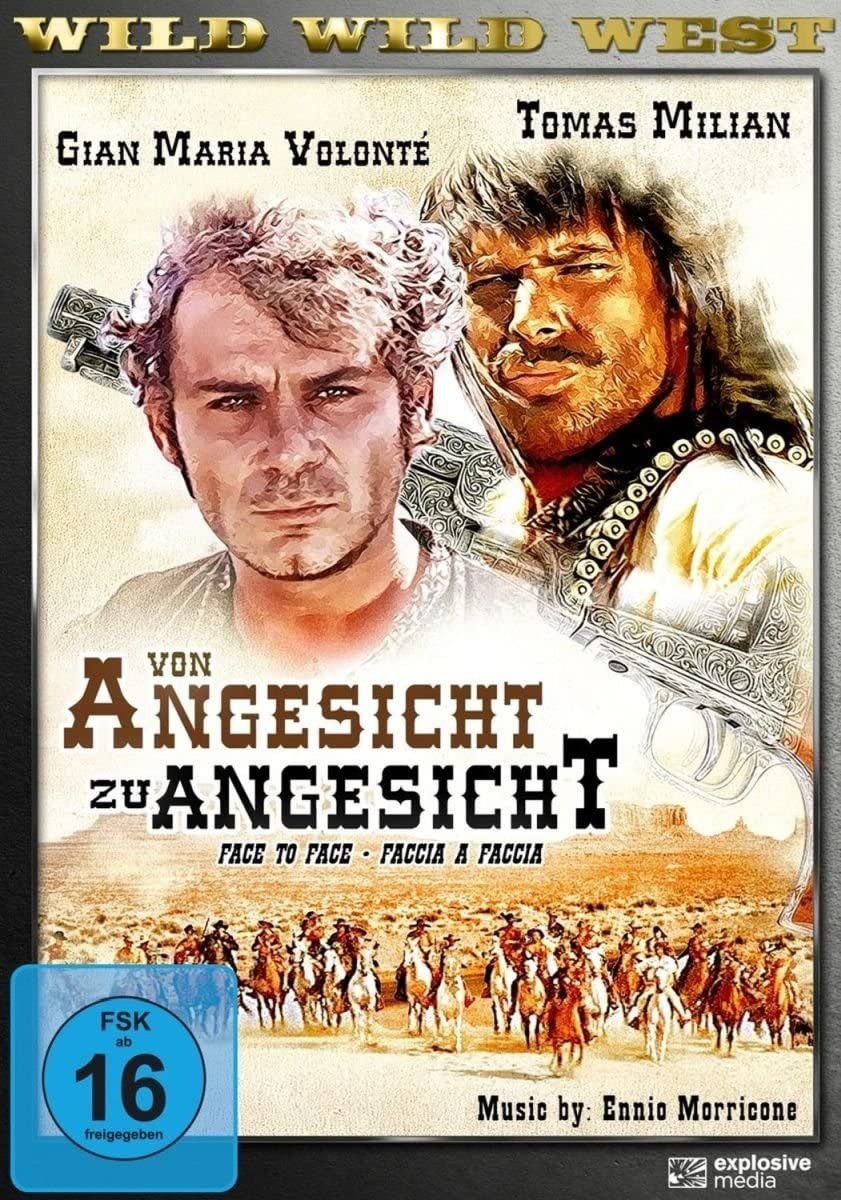 WILD WILD WEST
GIAN MARIA VOLONTÉ
TOMAS MILIAN
VON
ANGESICHT
ZU ANGESICHT
FACE TO FACE - FACCIA A FACCIA
FSK
ab
16
freigegeben
Music by: Ennio Morricone
explosive
media